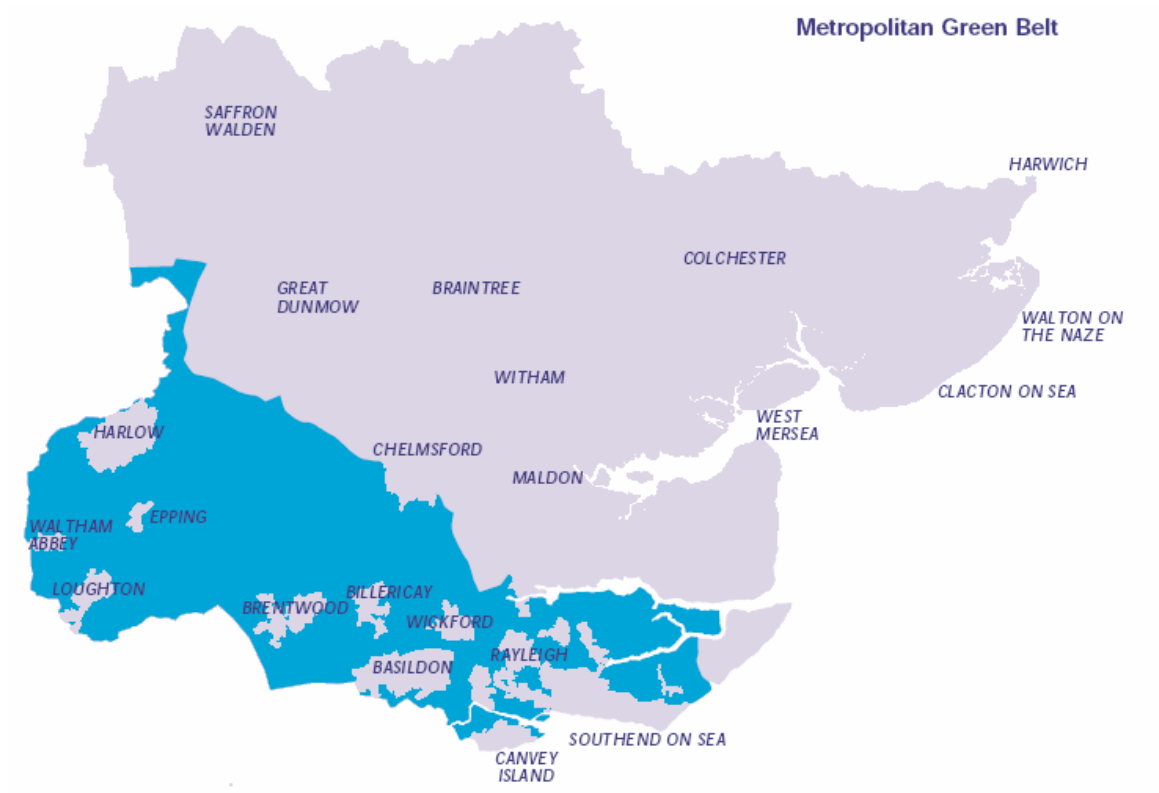 Metropolitan Green Belt
SAFFRON
WALDEN
HARWICH
COLCHESTER
GREAT
DUNMOW
BRAINTREE
WALTON ON
THE NAZE
WITHAM
CLACTON ON SEA
WEST
MERSEA
HARLOW
CHELMSFORD
MALDON
EPPING
WALTHAM
ABBEY
LOUGHTON
BRENTWOOD
BILLERICAY
WICKFORD
RAYLEIGH
BASILDON
SOUTHEND ON SEA
CANVEY
ISLAND